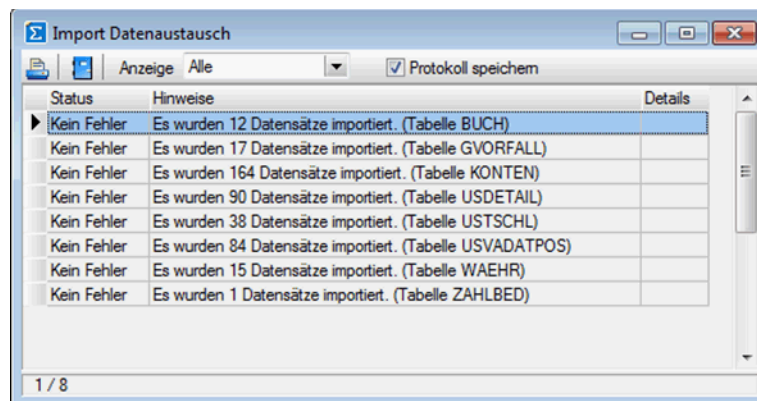 Import Datenaustausch
Anzeige Alle Protokoll speichern
Status Hinweise Details
Kein Fehler Es wurden 12 Datensätze importiert. (Tabelle BUCH)
Kein Fehler Es wurden 17 Datensätze importiert. (Tabelle GVORFALL)
Kein Fehler Es wurden 164 Datensätze importiert. (Tabelle KONTEN)
Kein Fehler Es wurden 90 Datensätze importiert. (Tabelle USDETAIL)
Kein Fehler Es wurden 38 Datensätze importiert. (Tabelle USTSCHL)
Kein Fehler Es wurden 84 Datensätze importiert. (Tabelle USVADATPOS)
Kein Fehler Es wurden 15 Datensätze importiert. (Tabelle WAEHR)
Kein Fehler Es wurden 1 Datensätze importiert. (Tabelle ZAHLBED)
1 / 8